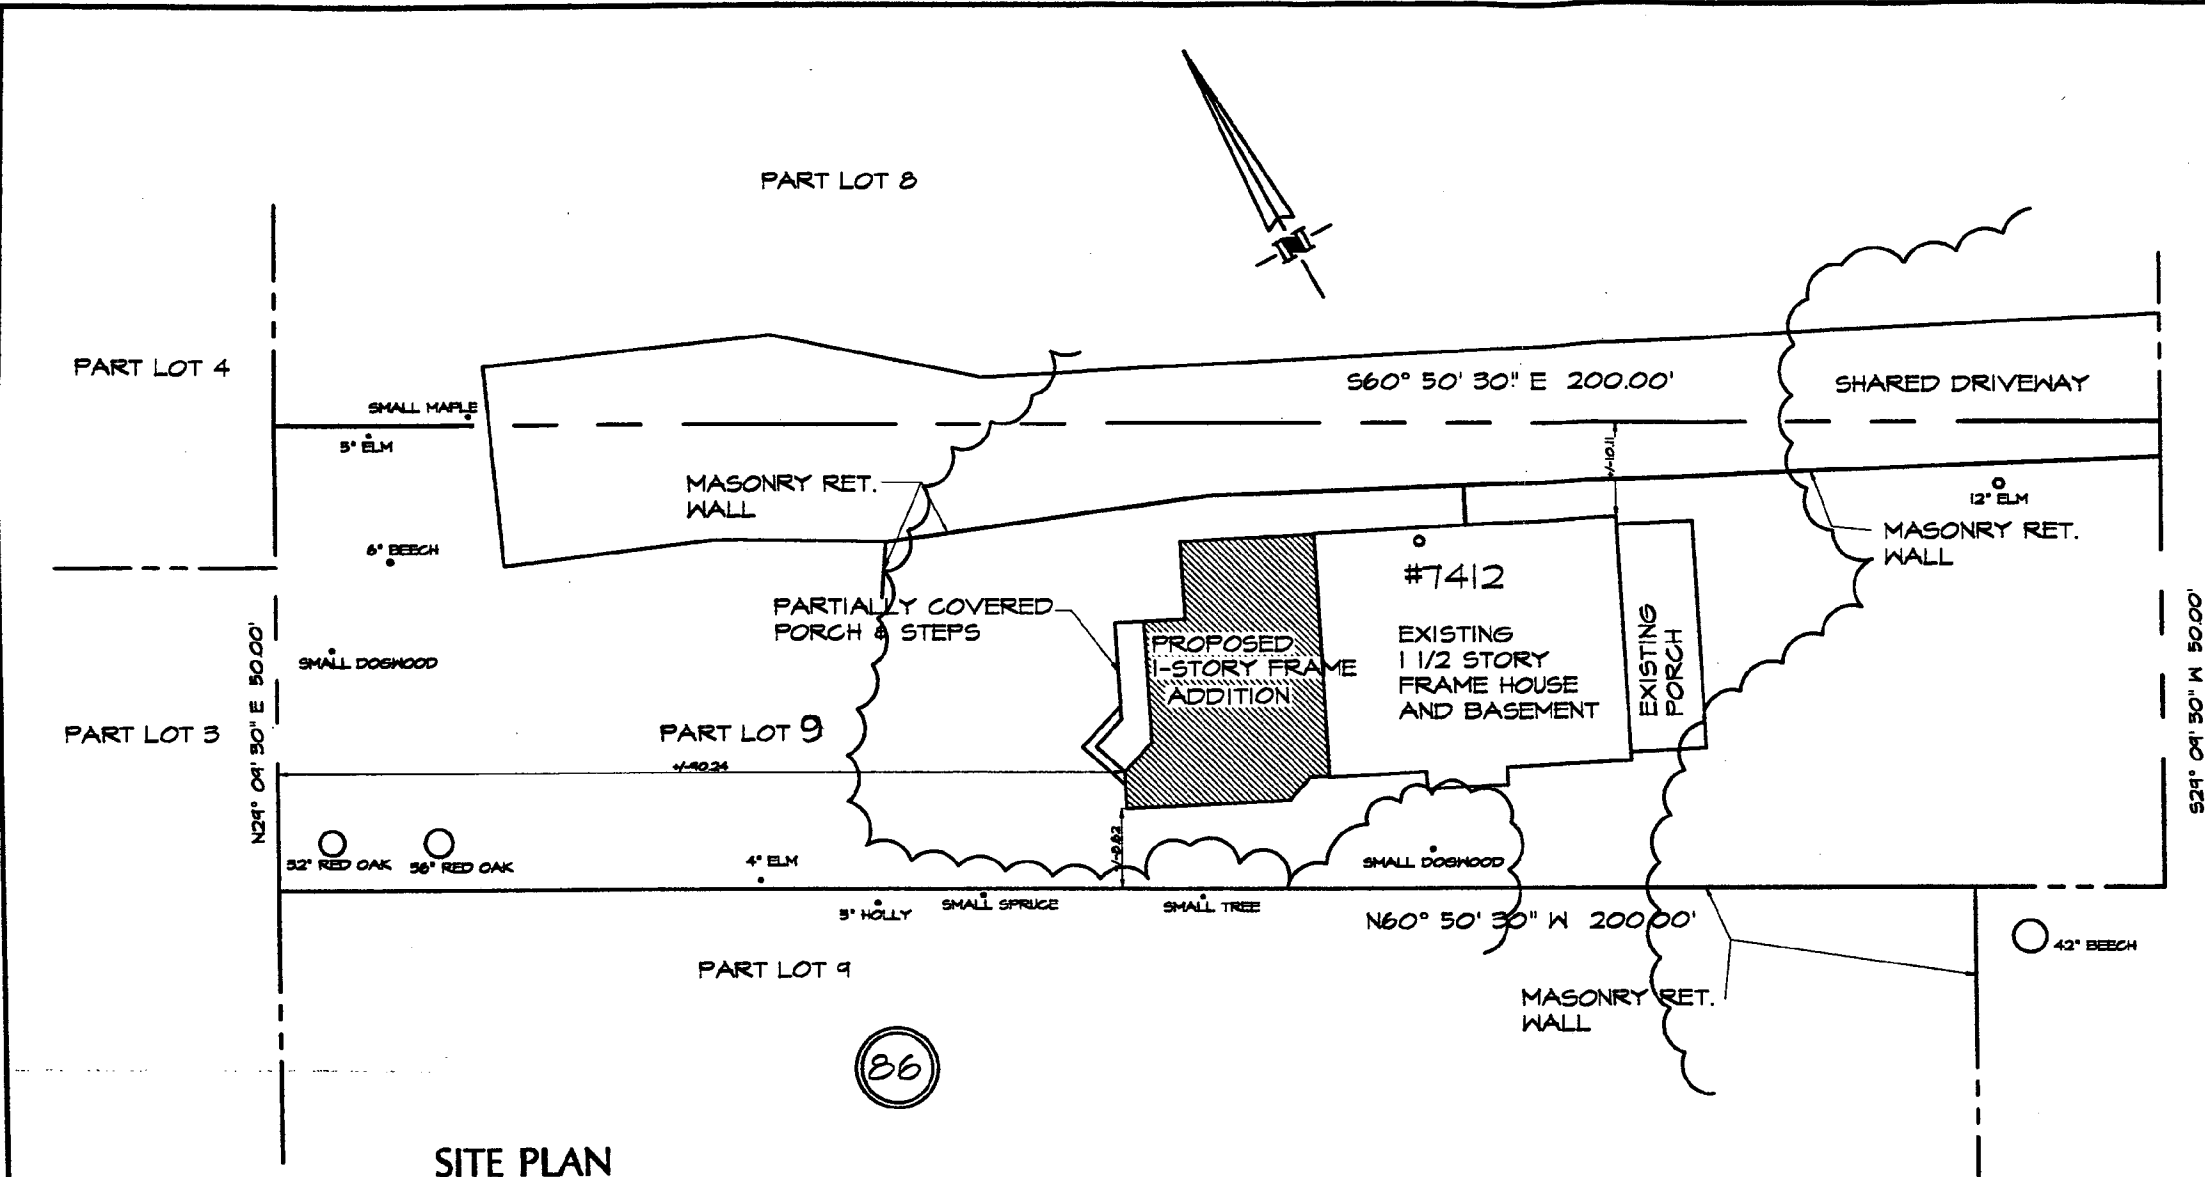 PART LOT 8
PART LOT 4
S60° 50' 30" E 200.00'
SHARED DRIVEWAY
SMALL MAPLE
5" ELM
+/-10.11
MASONRY RET.
WALL
12" ELM
MASONRY RET.
WALL
6" BEECH
#7412
PARTIALLY COVERED
PORCH & STEPS
PROPOSED
1-STORY FRAME
ADDITION
EXISTING
1 1/2 STORY
FRAME HOUSE
AND BASEMENT
EXISTING
PORCH
SMALL DOGWOOD
N29° 09' 30" E 50.00'
S29° 09' 30" W 50.00'
PART LOT 3
PART LOT 9
+/-90.24
32" RED OAK
36" RED OAK
4" ELM
SMALL DOGWOOD
3" HOLLY
SMALL SPRUCE
SMALL TREE
N60° 50' 30" W 200.00'
42" BEECH
PART LOT 9
MASONRY RET.
WALL
86
SITE PLAN